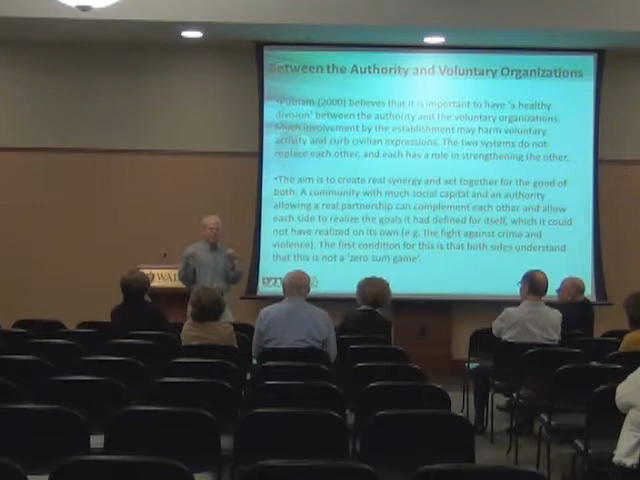 Between the Authority and Voluntary Organizations
•Putnam (2000) believes that it is important to have 'a healthy
division' between the authority and the voluntary organizations.
Much involvement by the establishment may harm voluntary
activity and curb civilian expressions. The two systems do not
replace each other, and each has a role in strengthening the other.
•The aim is to create real synergy and act together for the good of
both. A community with much social capital and an authority
allowing a real partnership can complement each other and allow
each side to realize the goals it had defined for itself, which it could
not have realized on its own (e.g. the fight against crime and
violence). The first condition for this is that both sides understand
that this is not a 'zero sum game'.